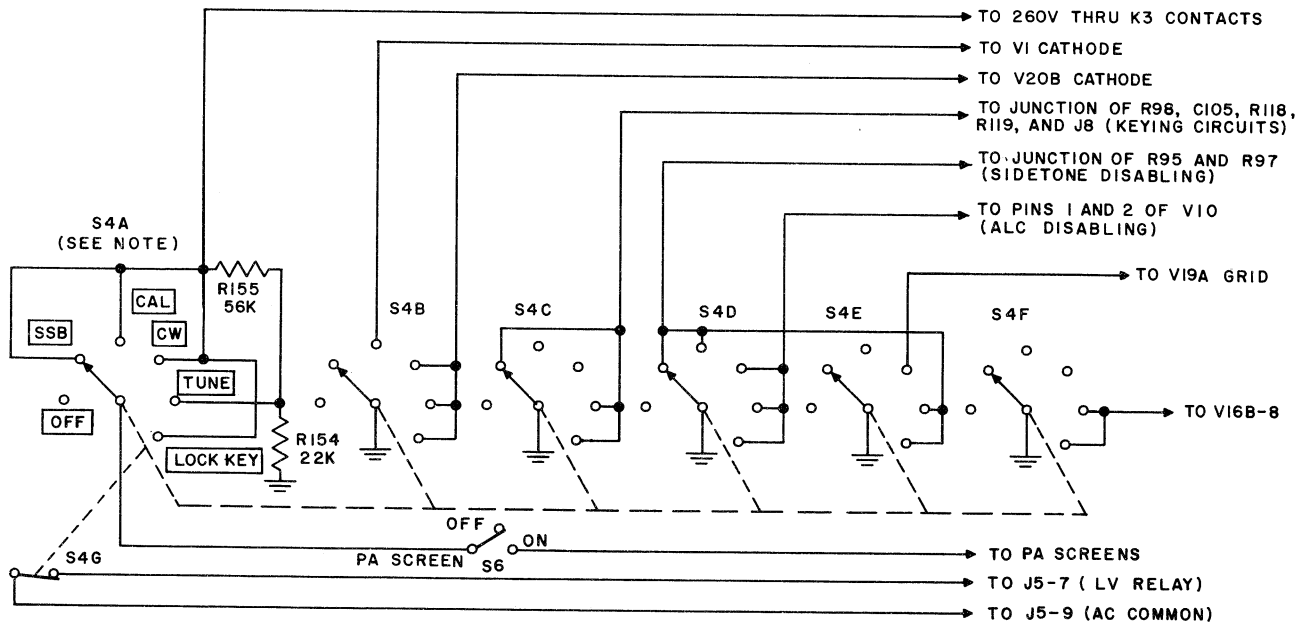 TO 260V THRU K3 CONTACTS
TO V1 CATHODE
TO V20B CATHODE
TO JUNCTION OF R98, C105, R118,
R119, AND J8 (KEYING CIRCUITS)
TO JUNCTION OF R95 AND R97
(SIDETONE DISABLING)
TO PINS 1 AND 2 OF V10
(ALC DISABLING)
S4A
(SEE NOTE)
TO V19A GRID
R155
56K
CAL
SSB
CW
S4B
S4C
S4D
S4E
S4F
TUNE
OFF
TO V16B-8
R154
22K
LOCK KEY
OFF
ON
PA SCREEN
S6
TO PA SCREENS
S4G
TO J5-7 (LV RELAY)
TO J5-9 (AC COMMON)